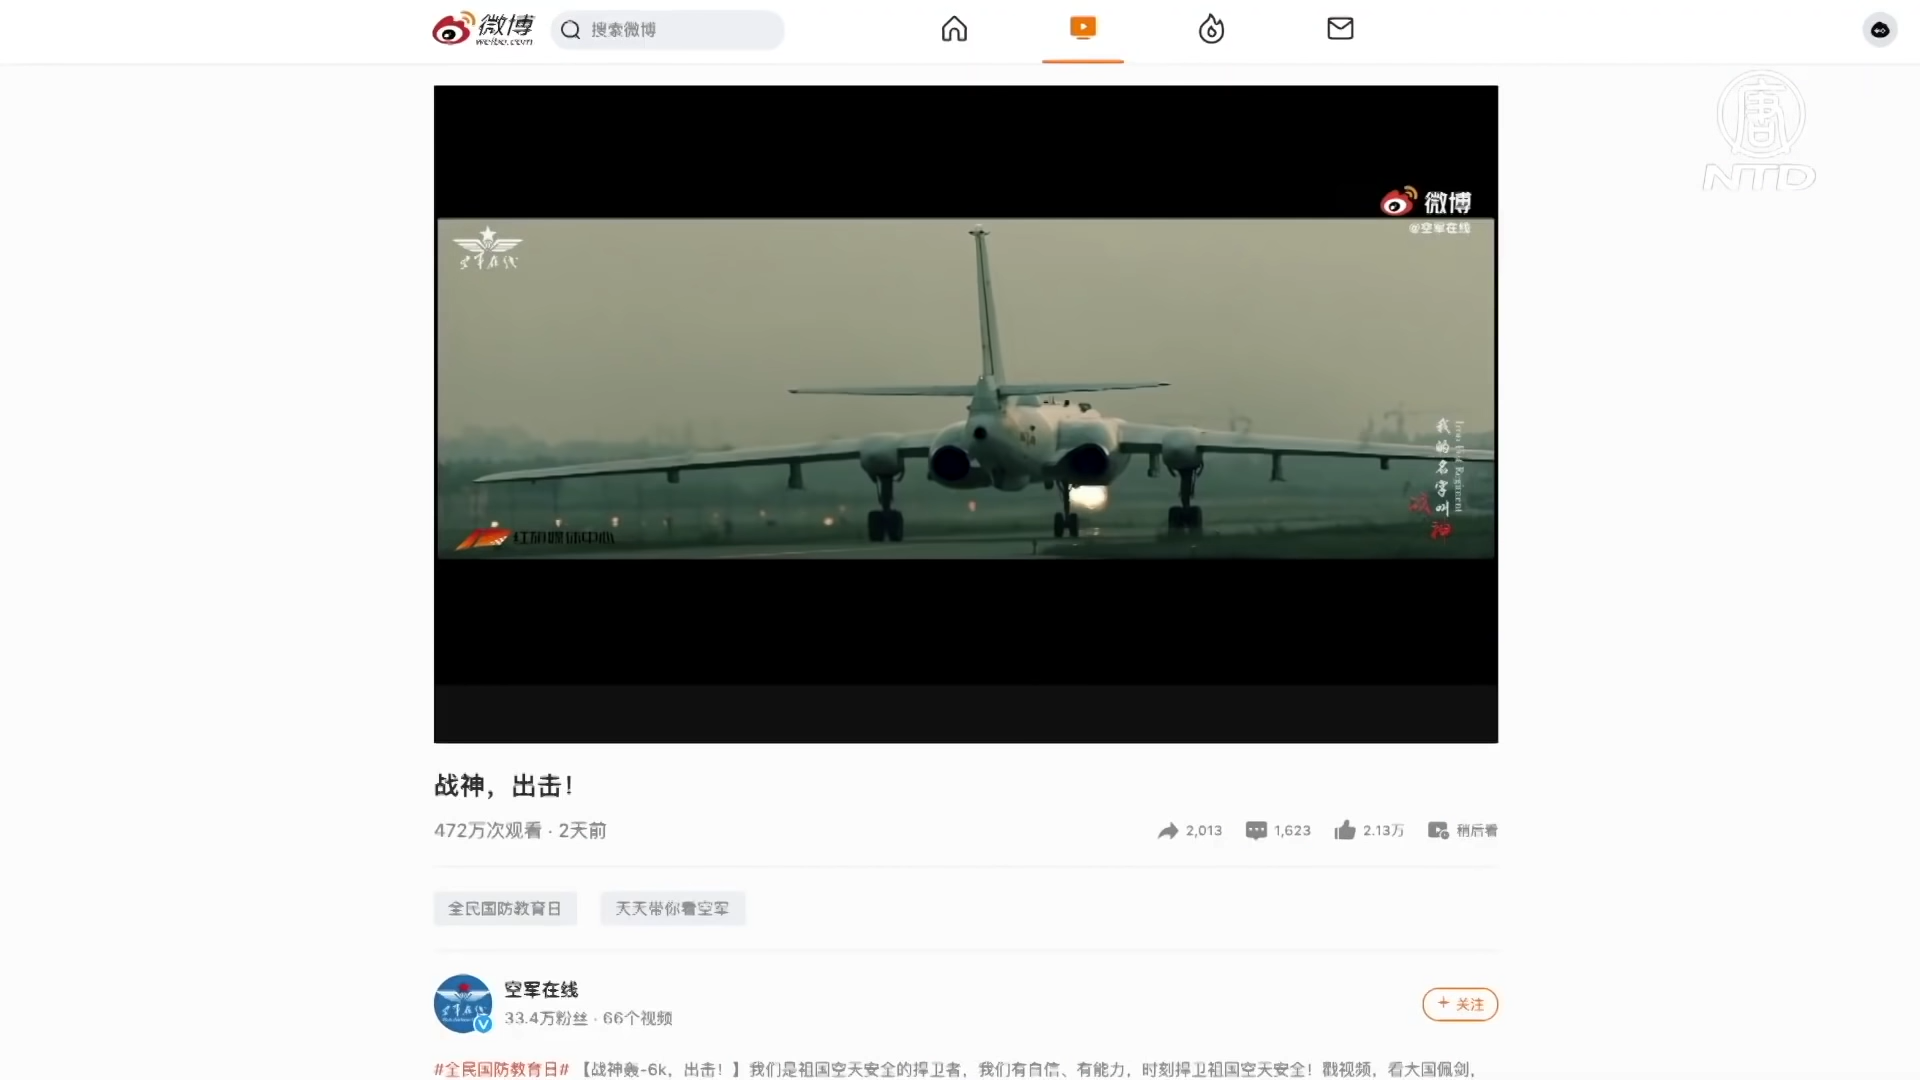 微博
weibo.com
搜索微博
唐
NTD
微博
@空军在线
空军在线
我的名字叫
战神
战神，出击！
472万次观看 · 2天前
2,013
1,623
2.13万
稍后看
全民国防教育日
天天带你看空军
空军在线
33.4万粉丝 · 66个视频
+ 关注
#全民国防教育日# 【战神轰-6k，出击！】我们是祖国空天安全的捍卫者，我们有自信、有能力，时刻捍卫祖国空天安全！戳视频，看大国佩剑，